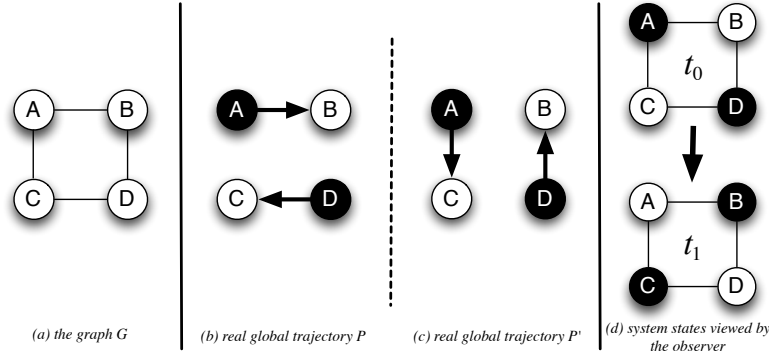 A B
C D
(a) the graph G
A B
C D
(b) real global trajectory P
A B
C D
(c) real global trajectory P'
A B
t0
C D
A B
t1
C D
(d) system states viewed by
the observer